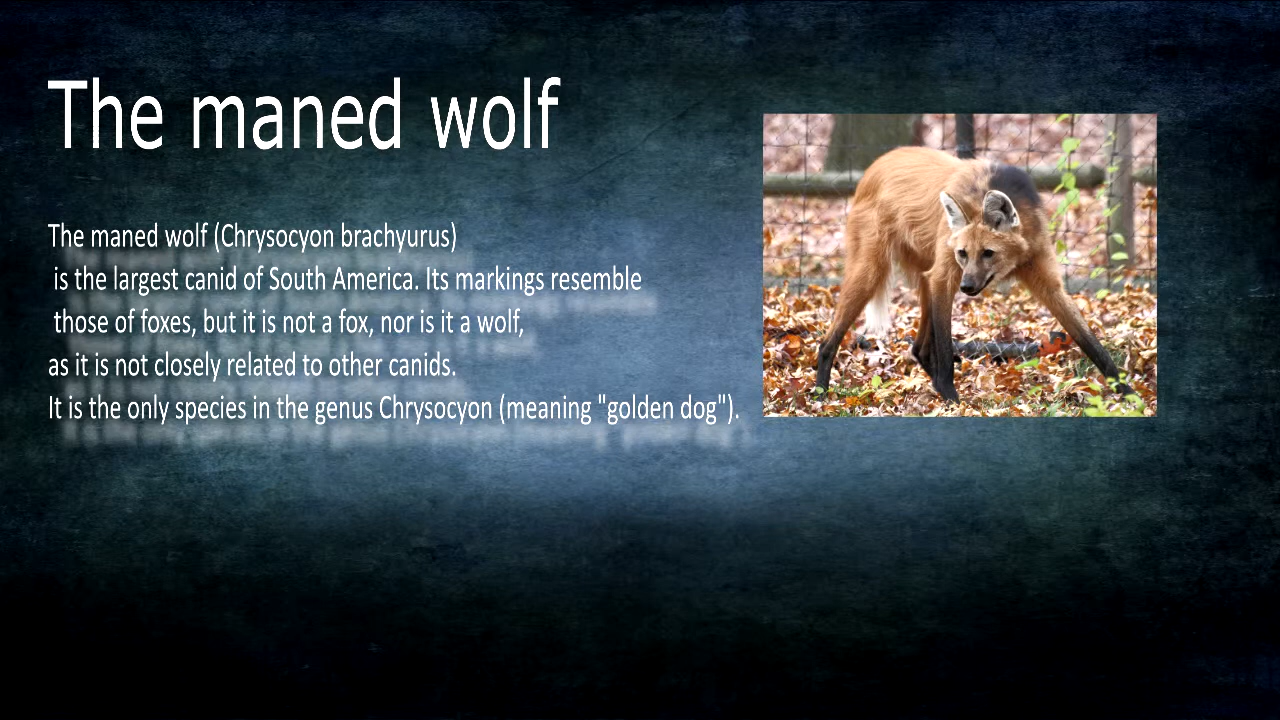 The maned wolf
The maned wolf (Chrysocyon brachyurus)
is the largest canid of South America. Its markings resemble
those of foxes, but it is not a fox, nor is it a wolf,
as it is not closely related to other canids.
It is the only species in the genus Chrysocyon (meaning "golden dog").